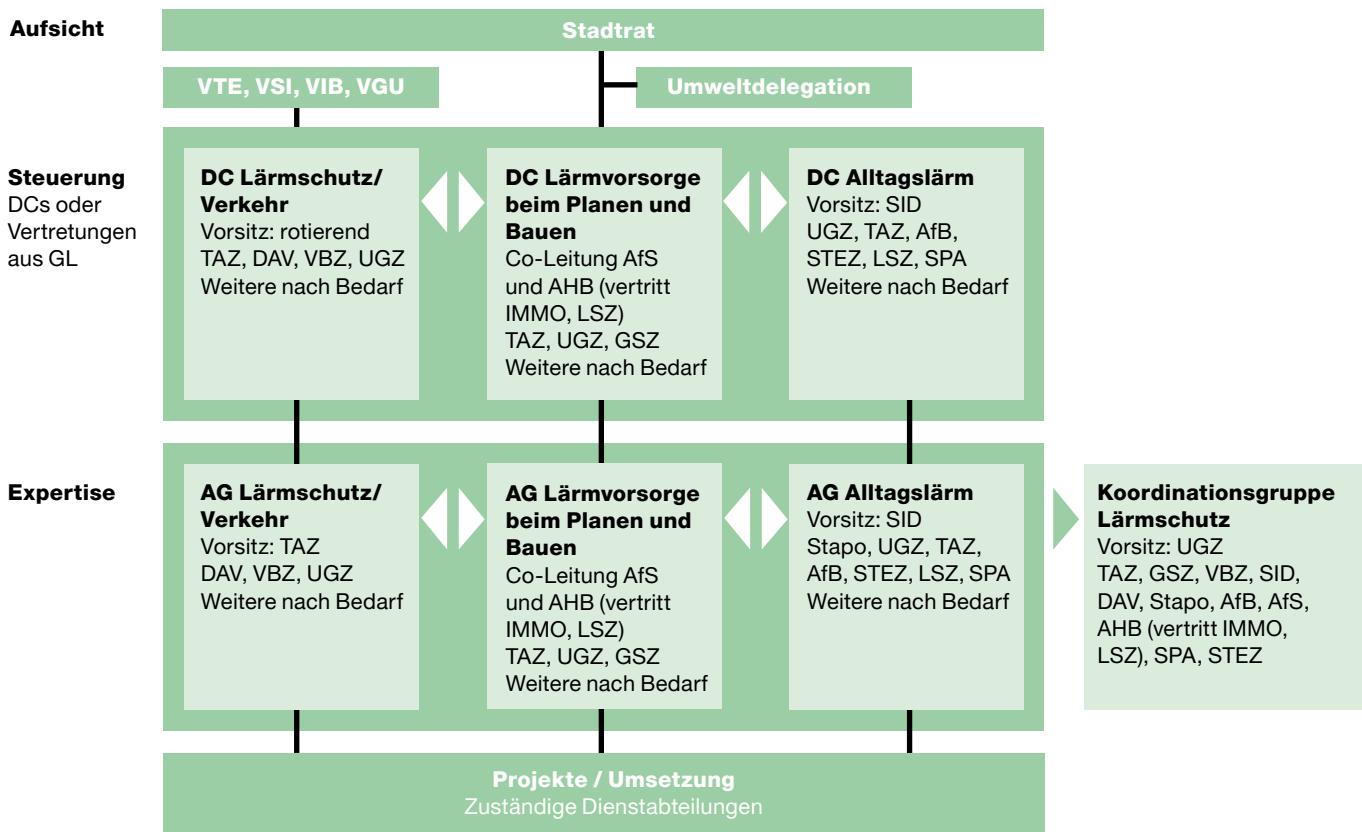 Aufsicht
Stadtrat
VTE, VSI, VIB, VGU
Umweltdelegation
Steuerung
DCs oder
Vertretungen
aus GL
DC Lärmschutz/
Verkehr
Vorsitz: rotierend
TAZ, DAV, VBZ, UGZ
Weitere nach Bedarf
DC Lärmvorsorge
beim Planen und
Bauen
Co-Leitung AfS
und AHB (vertritt
IMMO, LSZ)
TAZ, UGZ, GSZ
Weitere nach Bedarf
DC Alltagslärm
Vorsitz: SID
UGZ, TAZ, AfB,
STEZ, LSZ, SPA
Weitere nach Bedarf
Expertise
AG Lärmschutz/
Verkehr
Vorsitz: TAZ
DAV, VBZ, UGZ
Weitere nach Bedarf
AG Lärmvorsorge
beim Planen und
Bauen
Co-Leitung AfS
und AHB (vertritt
IMMO, LSZ)
TAZ, UGZ, GSZ
Weitere nach Bedarf
AG Alltagslärm
Vorsitz: SID
Stapo, UGZ, TAZ,
AfB, STEZ, LSZ, SPA
Weitere nach Bedarf
Koordinationsgruppe
Lärmschutz
Vorsitz: UGZ
TAZ, GSZ, VBZ, SID,
DAV, Stapo, AfB, AfS,
AHB (vertritt IMMO,
LSZ), SPA, STEZ
Projekte / Umsetzung
Zuständige Dienstabteilungen